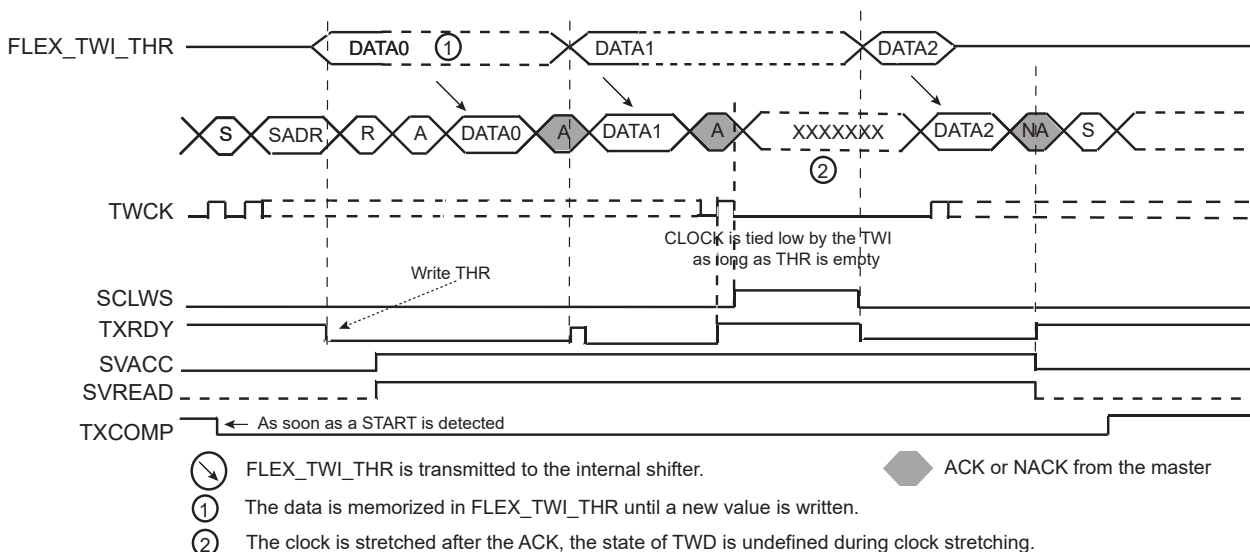 FLEX_TWI_THR DATA0 1 DATA1 DATA2
S SADR R A DATA0 A DATA1 A XXXXXXX DATA2 NA S
2
TWCK
CLOCK is tied low by the TWI
as long as THR is empty
Write THR
SCLWS
TXRDY
SVACC
SVREAD
TXCOMP As soon as a START is detected
FLEX_TWI_THR is transmitted to the internal shifter. ACK or NACK from the master
1 The data is memorized in FLEX_TWI_THR until a new value is written.
2 The clock is stretched after the ACK, the state of TWD is undefined during clock stretching.